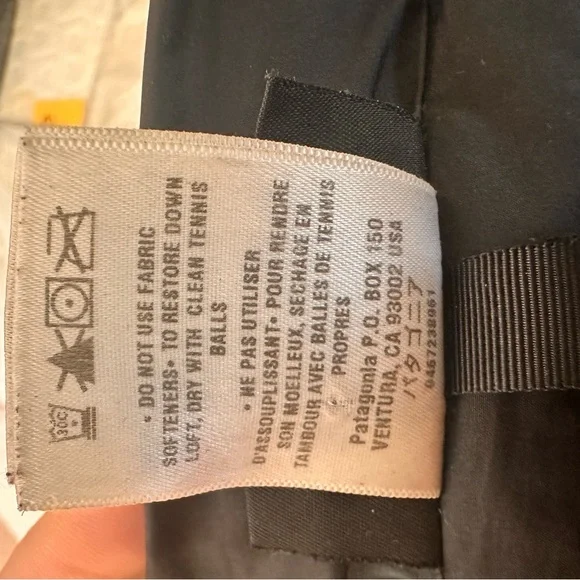 30C
• DO NOT USE FABRIC
SOFTENERS• TO RESTORE DOWN
LOFT, DRY WITH CLEAN TENNIS
BALLS
• NE PAS UTILISER
D'ASSOUPLISSANT• POUR RENDRE
SON MOELLEUX, SECHAGE EN
TAMBOUR AVEC BALLES DE TENNIS
PROPRES
Patagonia P.O. BOX 150
VENTURA, CA 93002 USA
パタゴニア
0467238061